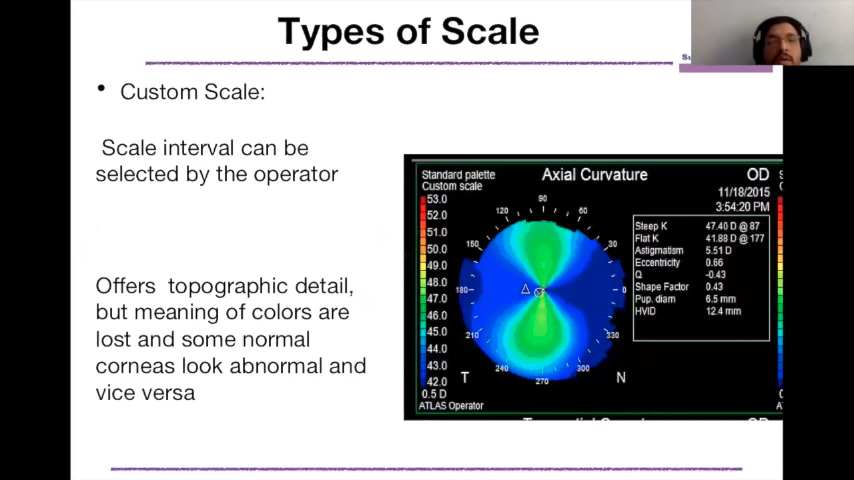 Types of Scale
• Custom Scale:
Scale interval can be
selected by the operator
Offers topographic detail,
but meaning of colors are
lost and some normal
corneas look abnormal and
vice versa
Standard palette
Custom scale
Axial Curvature
OD
11/18/2015
3:54:20 PM
53.0
52.0
51.0
50.0
49.0
48.0
47.0
46.0
45.0
44.0
43.0
42.0
0.5 D
ATLAS Operator
90
120
60
150
30
180
0
210
330
240
300
270
T
N
Steep K 47.40 D @ 87
Flat K 41.88 D @ 177
Astigmatism 5.51 D
Eccentricity 0.66
Q -0.43
Shape Factor 0.43
Pup. diam 6.5 mm
HVID 12.4 mm